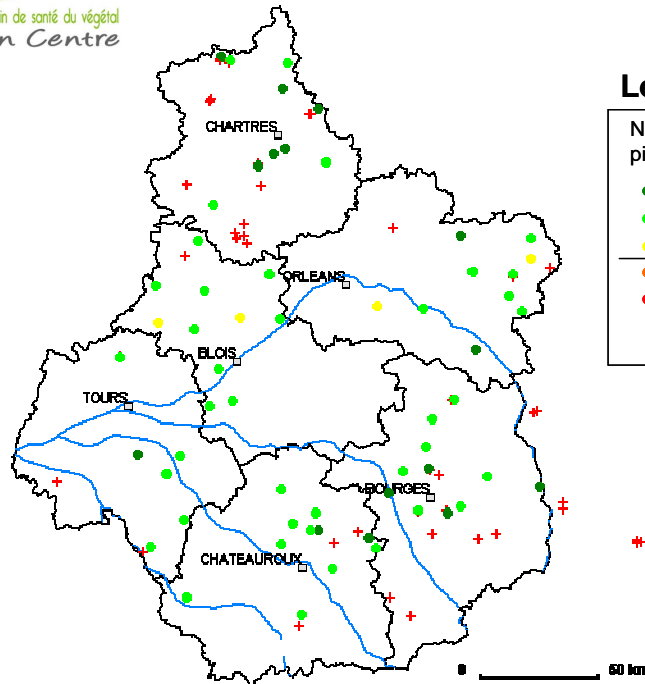 in de santé du végétal
n Centre
Le
N
pi
CHARTRES
ORLEANS
BLOIS
TOURS
BOURGES
CHATEAUROUX
0 50 km